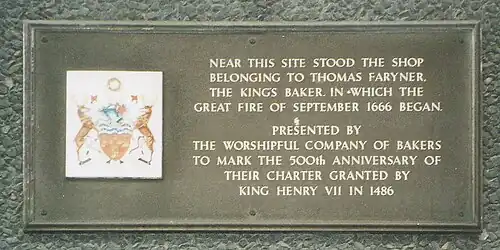 NEAR THIS SITE STOOD THE SHOP
BELONGING TO THOMAS FARYNER,
THE KING'S BAKER, IN WHICH THE
GREAT FIRE OF SEPTEMBER 1666 BEGAN.
PRESENTED BY
THE WORSHIPFUL COMPANY OF BAKERS
TO MARK THE 500th ANNIVERSARY OF
THEIR CHARTER GRANTED BY
KING HENRY VII IN 1486